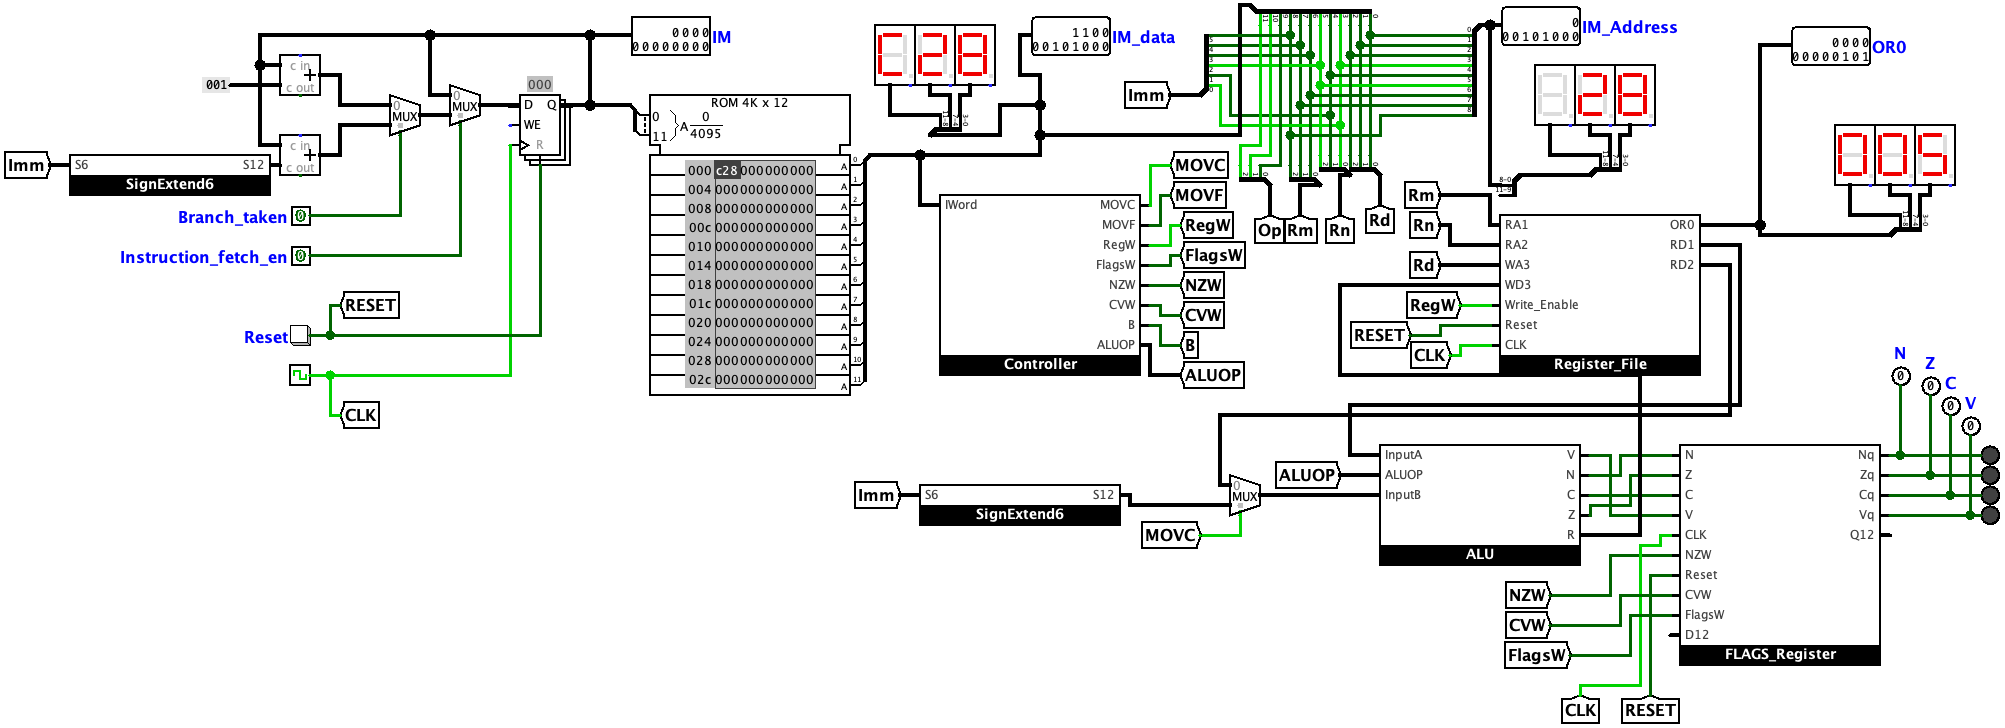 0000
00000000
IM
1100
00101000
IM_data
0
00101000
IM_Address
0000
00000101
OR0
001
c in
+
c out
c in
+
c out
0
MUX
0
MUX
000
D Q
WE
R
C28
Imm
S6 S12
SignExtend6
Branch_taken
0
Instruction_fetch_en
0
RESET
Reset
CLK
ROM 4K x 12
0
11
A 0
4095
000 c28000000000
004 000000000000
008 000000000000
00c 000000000000
010 000000000000
014 000000000000
018 000000000000
01c 000000000000
020 000000000000
024 000000000000
028 000000000000
02c 000000000000
IWord
MOVC
MOVF
RegW
FlagsW
NZW
CVW
B
ALUOP
Controller
MOVC
MOVF
RegW
FlagsW
NZW
CVW
B
ALUOP
Imm
Op
Rm
Rn
Rd
28
005
Rm
Rn
Rd
RegW
RESET
CLK
RA1
RA2
WA3
WD3
Write_Enable
Reset
CLK
OR0
RD1
RD2
Register_File
Imm
S6 S12
SignExtend6
0
MUX
MOVC
ALUOP
InputA
ALUOP
InputB
V
N
C
Z
R
ALU
N
0
Z
0
C
0
V
0
N
Z
C
V
CLK
NZW
Reset
CVW
FlagsW
D12
Nq
Zq
Cq
Vq
Q12
FLAGS_Register
NZW
CVW
FlagsW
CLK
RESET